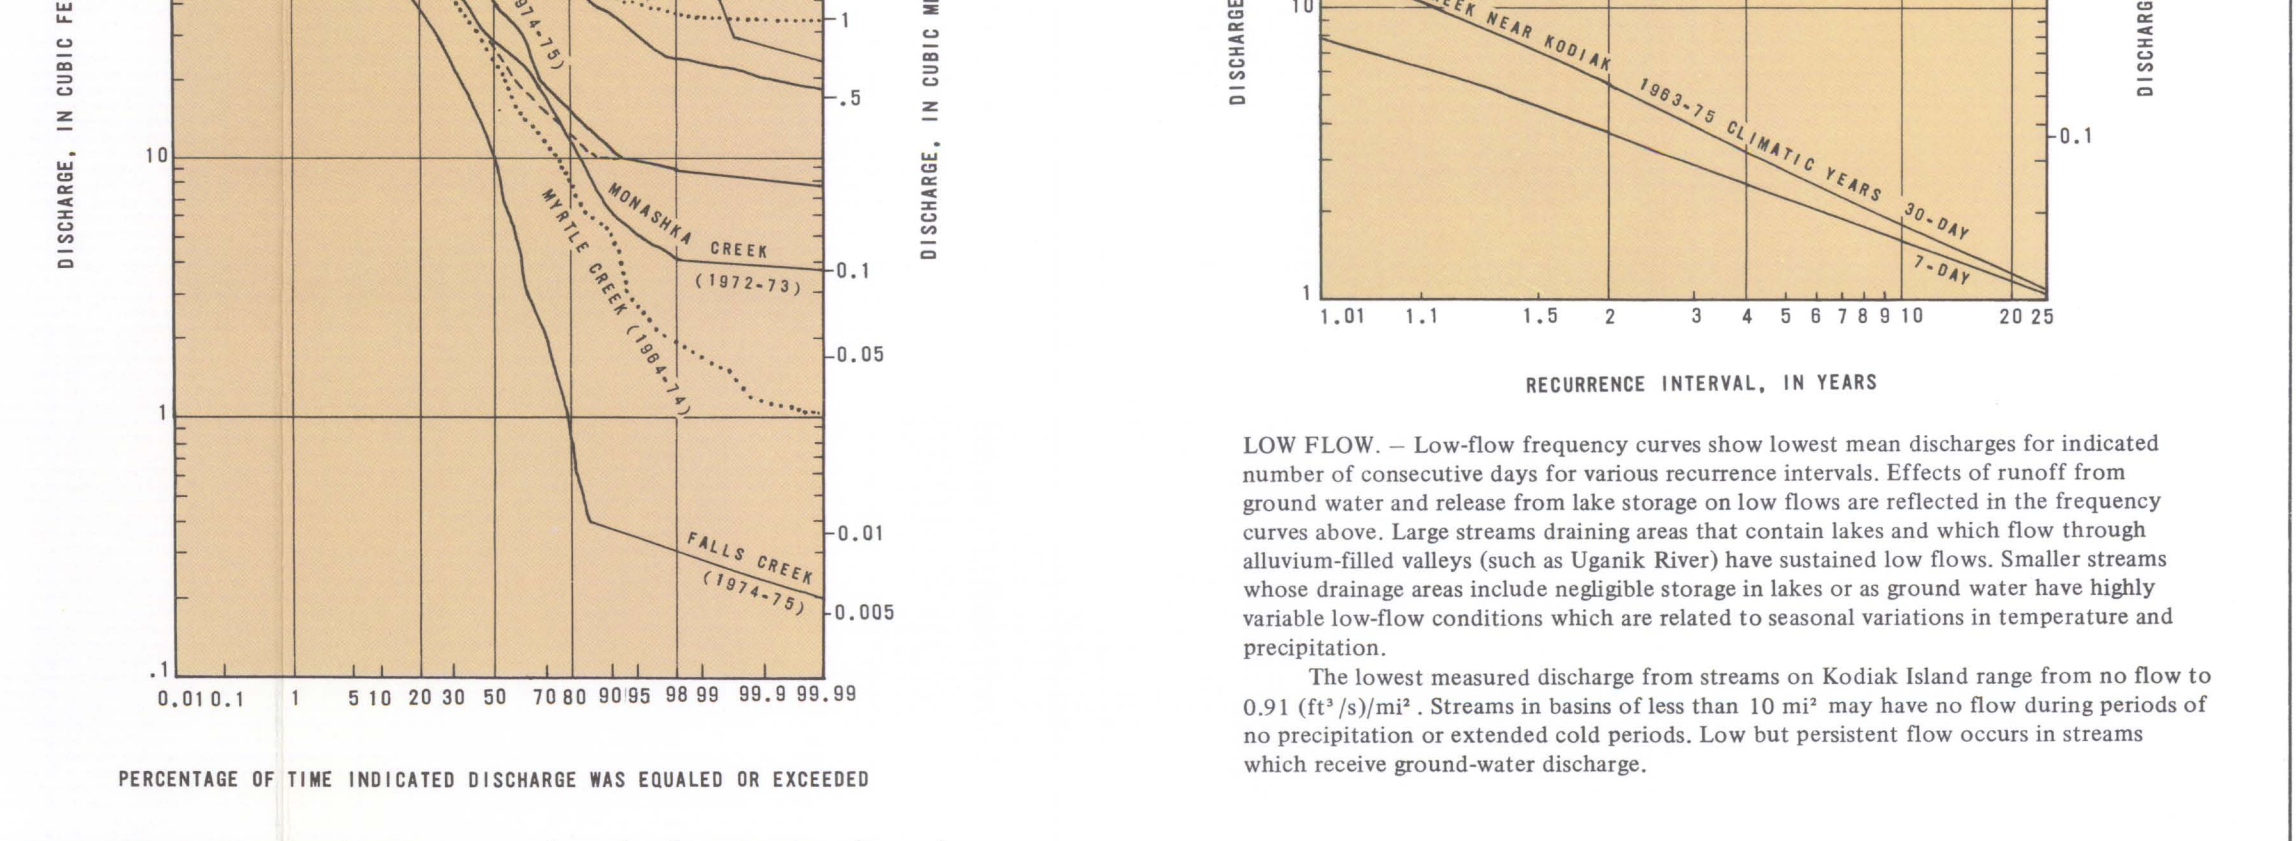 DISCHARGE, IN CUBIC FE
10
1
.1
0.01 0.1 1 5 10 20 30 50 70 80 90 95 98 99 99.9 99.99
PERCENTAGE OF TIME INDICATED DISCHARGE WAS EQUALED OR EXCEEDED
974-75)
MONASHKA CREEK
(1972-73)
MYRTLE CREEK (1964-74)
FALLS CREEK
(1974-75)
1
.5
0.1
0.05
0.01
0.005
DISCHARGE, IN CUBIC M
DISCHARGE
10
1
EEK NEAR KODIAK 1963-75 CLIMATIC YEARS 30-DAY
7-DAY
0.1
DISCHARG
1.01 1.1 1.5 2 3 4 5 6 7 8 9 10 20 25
RECURRENCE INTERVAL, IN YEARS
LOW FLOW. — Low-flow frequency curves show lowest mean discharges for indicated
number of consecutive days for various recurrence intervals. Effects of runoff from
ground water and release from lake storage on low flows are reflected in the frequency
curves above. Large streams draining areas that contain lakes and which flow through
alluvium-filled valleys (such as Uganik River) have sustained low flows. Smaller streams
whose drainage areas include negligible storage in lakes or as ground water have highly
variable low-flow conditions which are related to seasonal variations in temperature and
precipitation.
The lowest measured discharge from streams on Kodiak Island range from no flow to
0.91 (ft³/s)/mi². Streams in basins of less than 10 mi² may have no flow during periods of
no precipitation or extended cold periods. Low but persistent flow occurs in streams
which receive ground-water discharge.